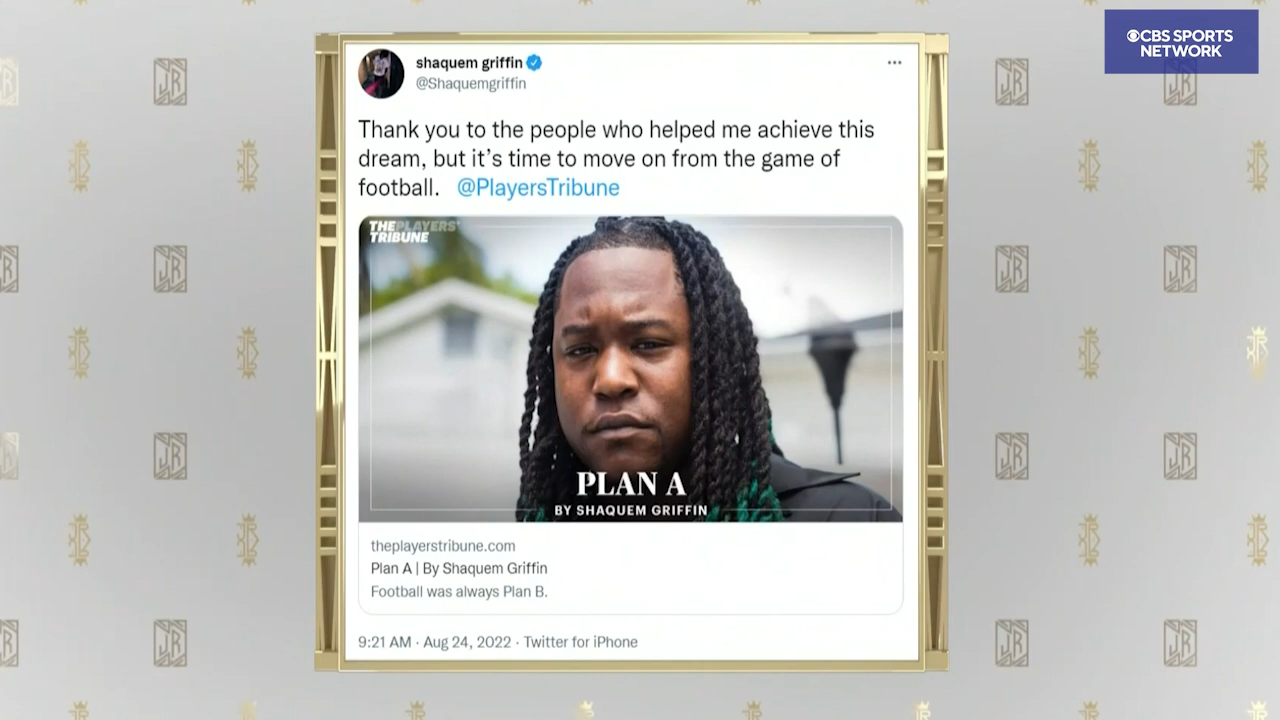 CBS SPORTS
NETWORK
shaquem griffin
@Shaquemgriffin
Thank you to the people who helped me achieve this
dream, but it’s time to move on from the game of
football. @PlayersTribune
THE PLAYERS'
TRIBUNE
PLAN A
BY SHAQUEM GRIFFIN
theplayerstribune.com
Plan A | By Shaquem Griffin
Football was always Plan B.
9:21 AM · Aug 24, 2022 · Twitter for iPhone